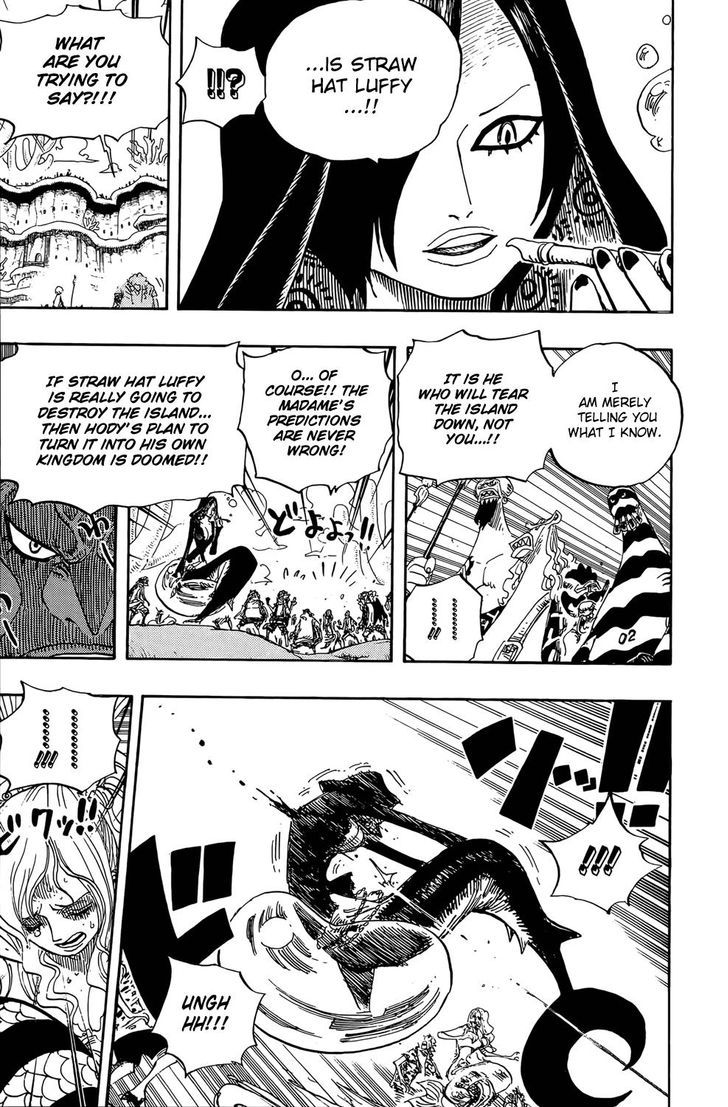 ...IS STRAW
HAT LUFFY
...!!
!!?
WHAT
ARE YOU
TRYING TO
SAY?!!!
I
AM MERELY
TELLING YOU
WHAT I KNOW.
IT IS HE
WHO WILL TEAR
THE ISLAND
DOWN, NOT
YOU...!!
!!
02
O... OF
COURSE!! THE
MADAME'S
PREDICTIONS
ARE NEVER
WRONG!
どよよっ!!
IF STRAW HAT LUFFY
IS REALLY GOING TO
DESTROY THE ISLAND...
THEN HODY'S PLAN TO
TURN IT INTO HIS OWN
KINGDOM IS DOOMED!!
!!!
UNGH
HH!!!
ドクッ!!